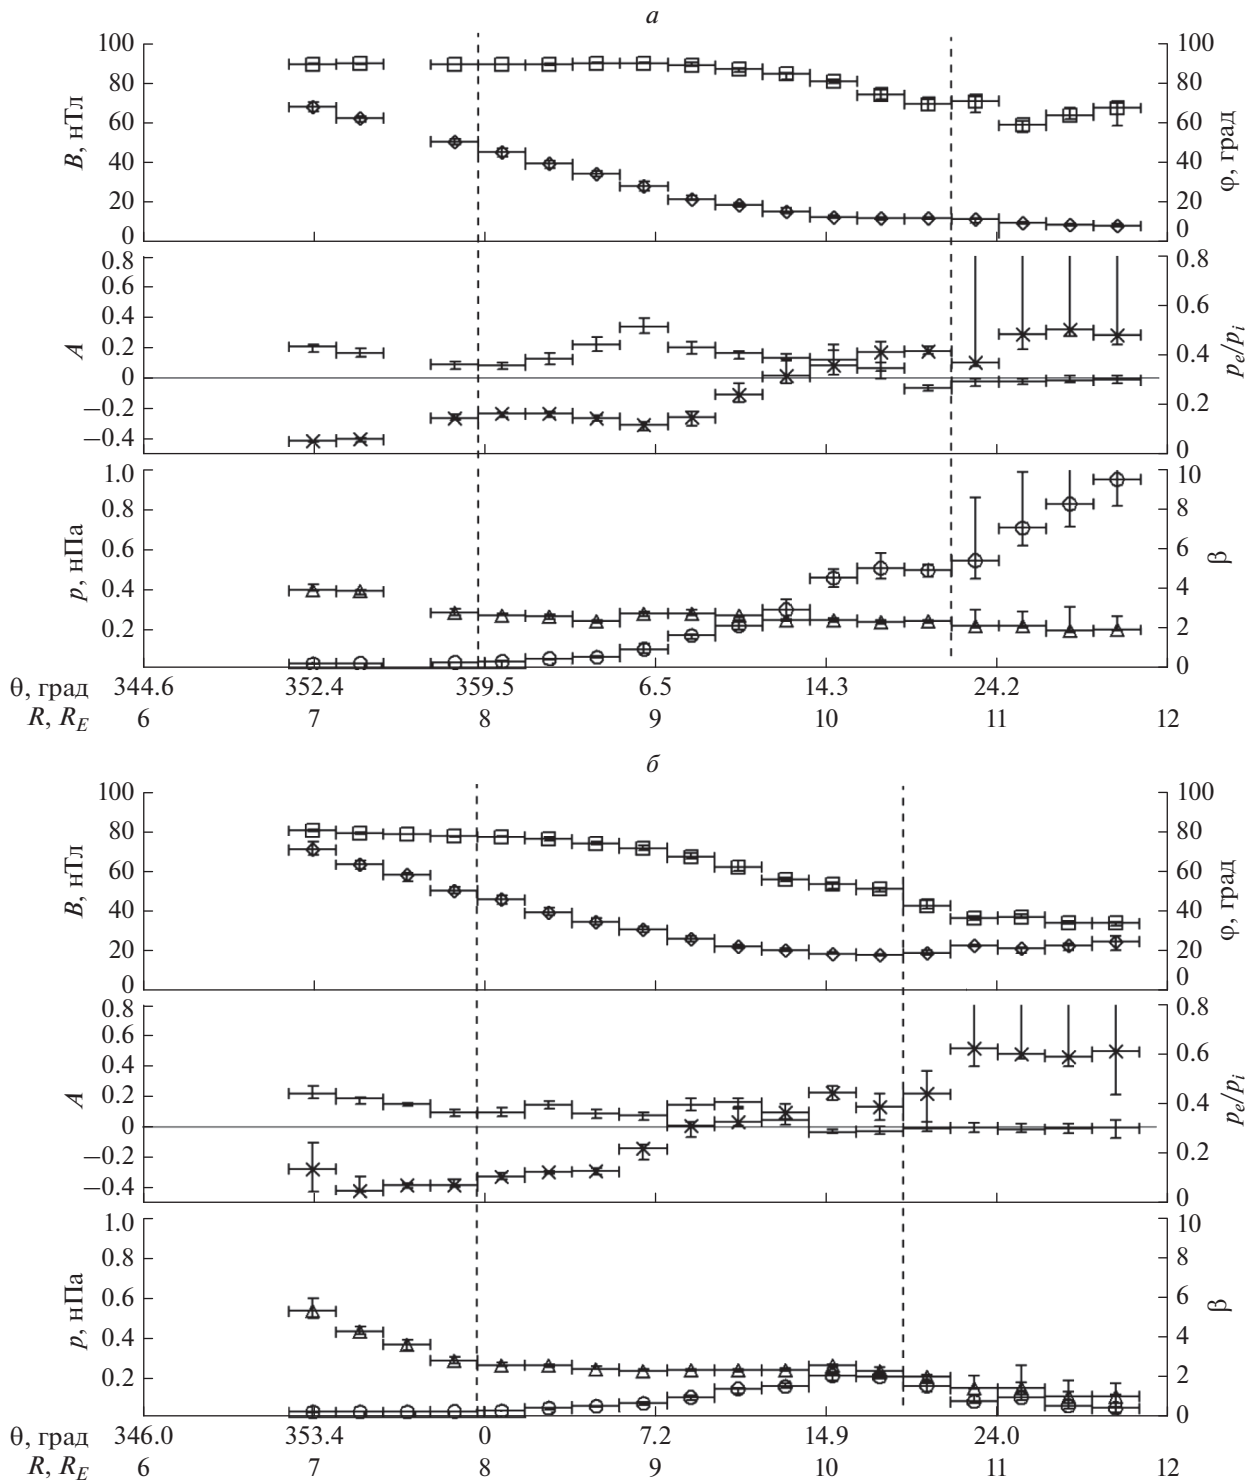 а
100 100
80 80
60 60
40 40
20 20
0 0
B, нТл
φ, град
0.8 0.8
0.6 0.6
0.4 0.4
0.2 0.2
0 0
−0.2
−0.4
A
p_e/p_i
1.0 10
0.8 8
0.6 6
0.4 4
0.2 2
0
p, нПа
β
θ, град 344.6 352.4 359.5 6.5 14.3 24.2
R, R_E 6 7 8 9 10 11 12
б
100 100
80 80
60 60
40 40
20 20
0 0
B, нТл
φ, град
0.8 0.8
0.6 0.6
0.4 0.4
0.2 0.2
0 0
−0.2
−0.4
A
p_e/p_i
1.0 10
0.8 8
0.6 6
0.4 4
0.2 2
0
p, нПа
β
θ, град 346.0 353.4 0 7.2 14.9 24.0
R, R_E 6 7 8 9 10 11 12